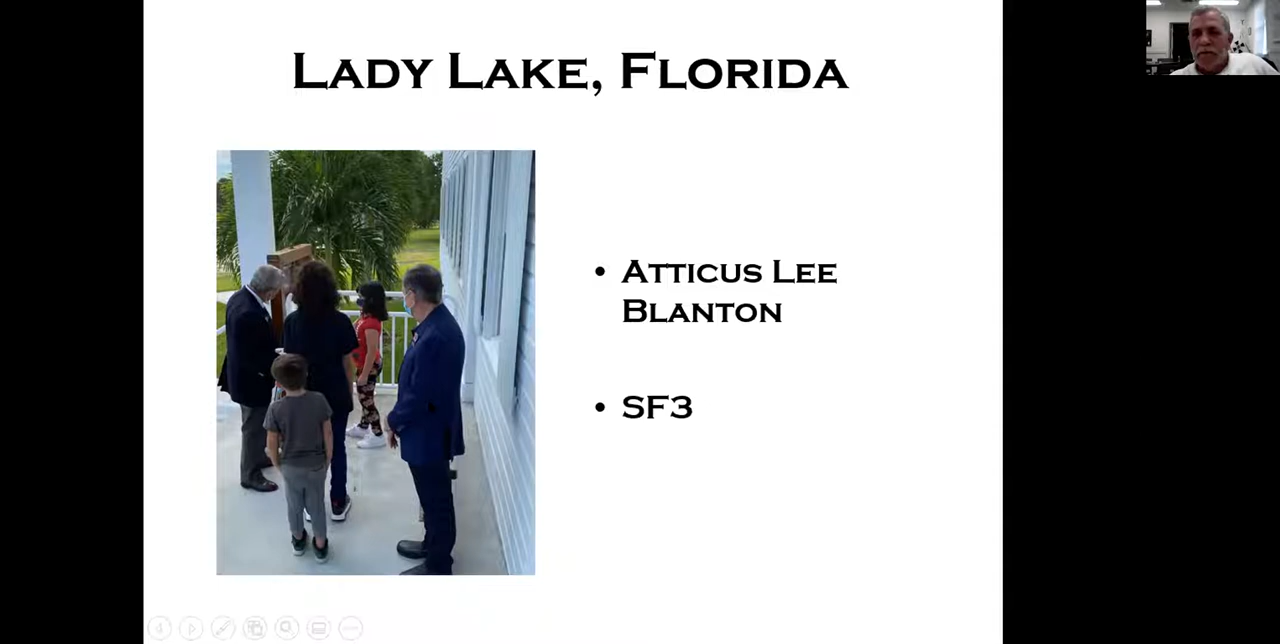 Lady Lake, Florida
• Atticus Lee
Blanton
• SF3